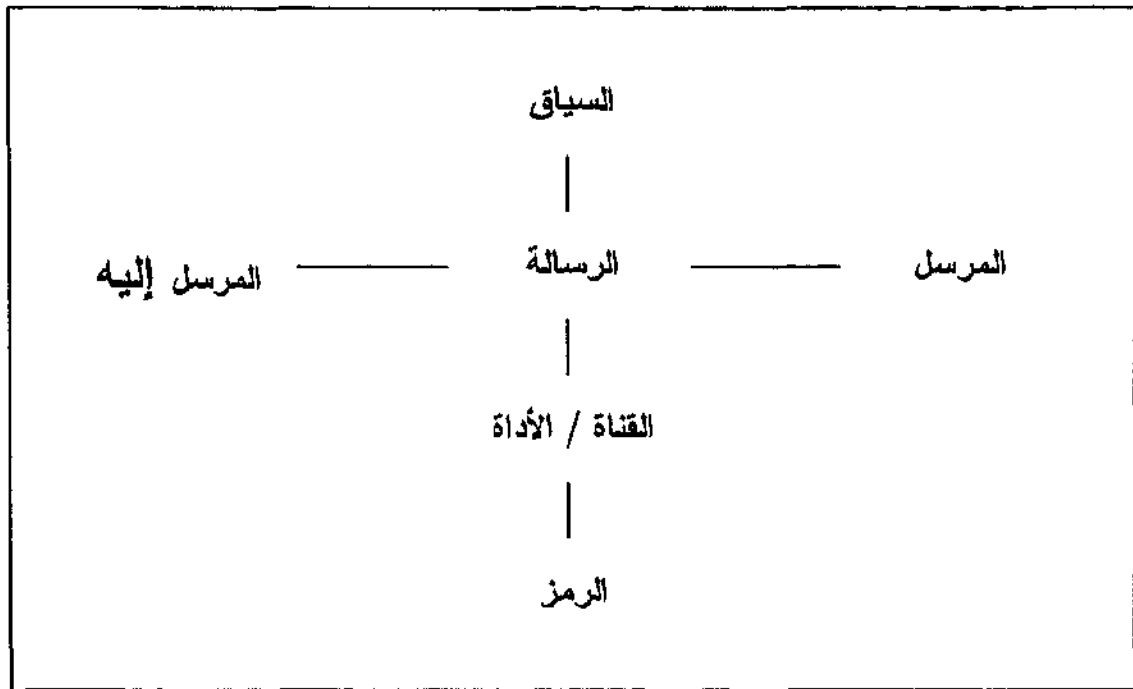 السياق
المرسل الرسالة المرسل إليه
القناة / الأداة
الرمز